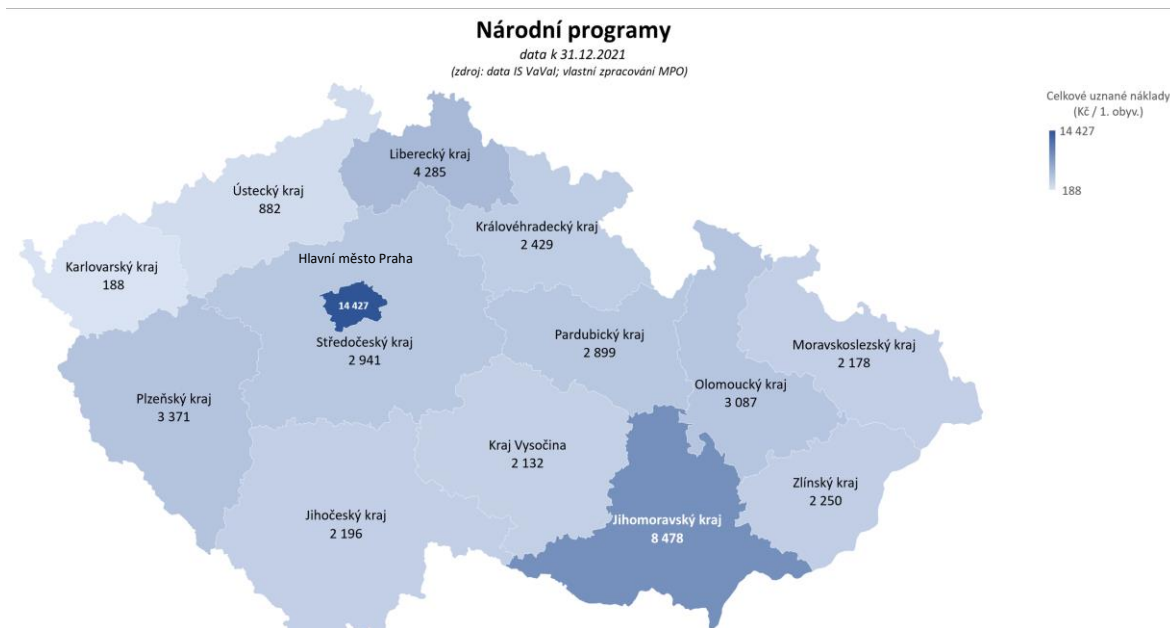 Národní programy
data k 31.12.2021
(zdroj: data IS VaVaI; vlastní zpracování MPO)
Celkové uznané náklady
(Kč / 1. obyv.)
14 427
188
Liberecký kraj
4 285
Ústecký kraj
882
Královéhradecký kraj
2 429
Karlovarský kraj
188
Hlavní město Praha
14 427
Středočeský kraj
2 941
Pardubický kraj
2 899
Moravskoslezský kraj
2 178
Olomoucký kraj
3 087
Plzeňský kraj
3 371
Kraj Vysočina
2 132
Zlínský kraj
2 250
Jihočeský kraj
2 196
Jihomoravský kraj
8 478